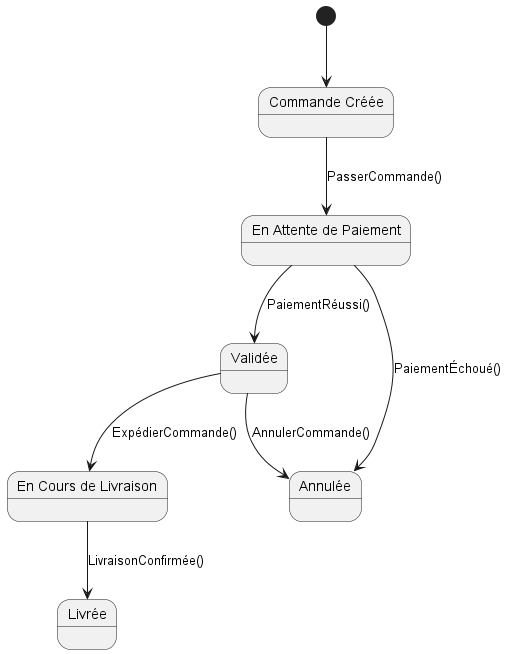 Commande Créée
PasserCommande()
En Attente de Paiement
PaiementRéussi()
Validée
PaiementÉchoué()
ExpédierCommande()
AnnulerCommande()
En Cours de Livraison
Annulée
LivraisonConfirmée()
Livrée